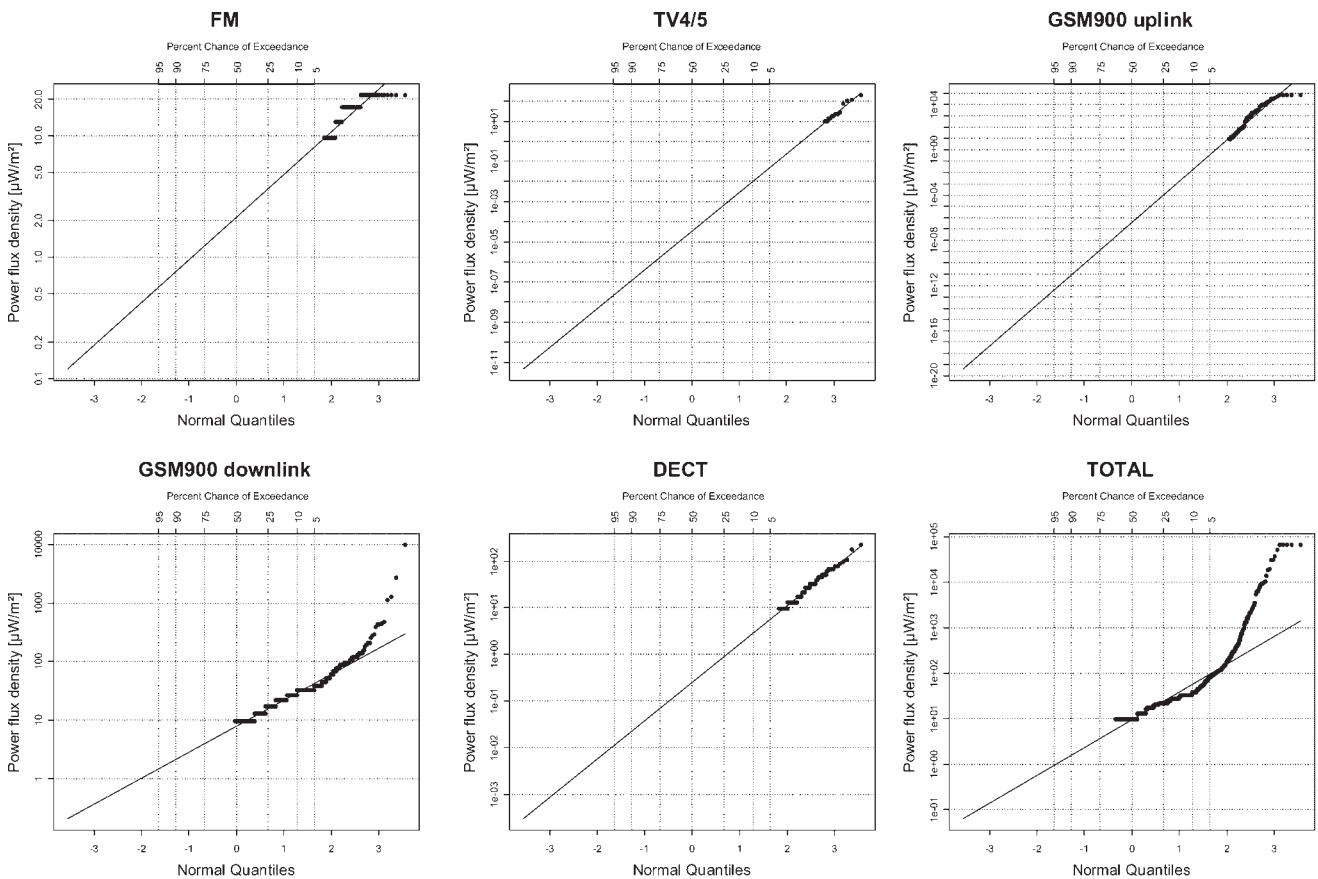 FM
Percent Chance of Exceedance
95 90 75 50 25 10 5
Power flux density [µW/m²]
20.0
10.0
5.0
2.0
1.0
0.5
0.2
0.1
-3 -2 -1 0 1 2 3
Normal Quantiles
TV4/5
Percent Chance of Exceedance
95 90 75 50 25 10 5
Power flux density [µW/m²]
1e+01
1e-01
1e-03
1e-05
1e-07
1e-09
1e-11
-3 -2 -1 0 1 2 3
Normal Quantiles
GSM900 uplink
Percent Chance of Exceedance
95 90 75 50 25 10 5
Power flux density [µW/m²]
1e+04
1e+00
1e-04
1e-08
1e-12
1e-16
1e-20
-3 -2 -1 0 1 2 3
Normal Quantiles
GSM900 downlink
Percent Chance of Exceedance
95 90 75 50 25 10 5
Power flux density [µW/m²]
10000
1000
100
10
1
-3 -2 -1 0 1 2 3
Normal Quantiles
DECT
Percent Chance of Exceedance
95 90 75 50 25 10 5
Power flux density [µW/m²]
1e+02
1e+01
1e+00
1e-01
1e-02
1e-03
-3 -2 -1 0 1 2 3
Normal Quantiles
TOTAL
Percent Chance of Exceedance
95 90 75 50 25 10 5
Power flux density [µW/m²]
1e+05
1e+04
1e+03
1e+02
1e+01
1e+00
1e-01
-3 -2 -1 0 1 2 3
Normal Quantiles